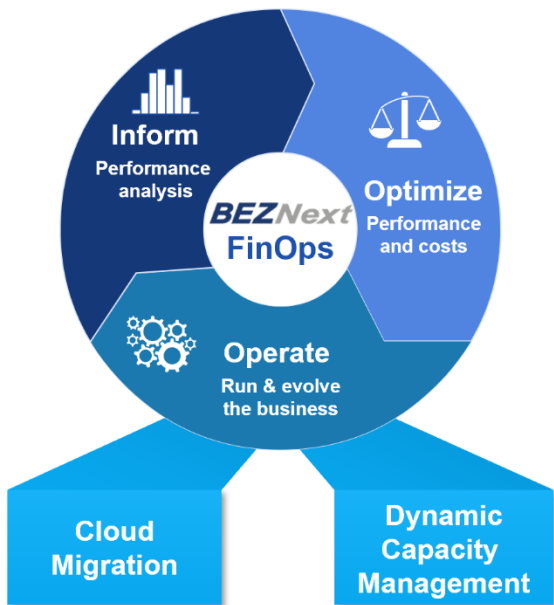 Inform
Performance
analysis
Optimize
Performance
and costs
BEZNext
FinOps
Operate
Run & evolve
the business
Cloud
Migration
Dynamic
Capacity
Management